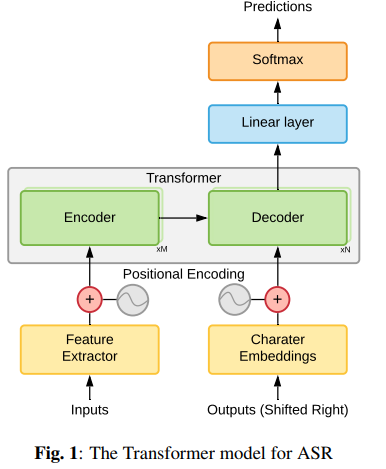 Predictions
Softmax
Linear layer
Transformer
Encoder
xM
Decoder
xN
Positional Encoding
+
+
Feature
Extractor
Charater
Embeddings
Inputs
Outputs (Shifted Right)
Fig. 1: The Transformer model for ASR